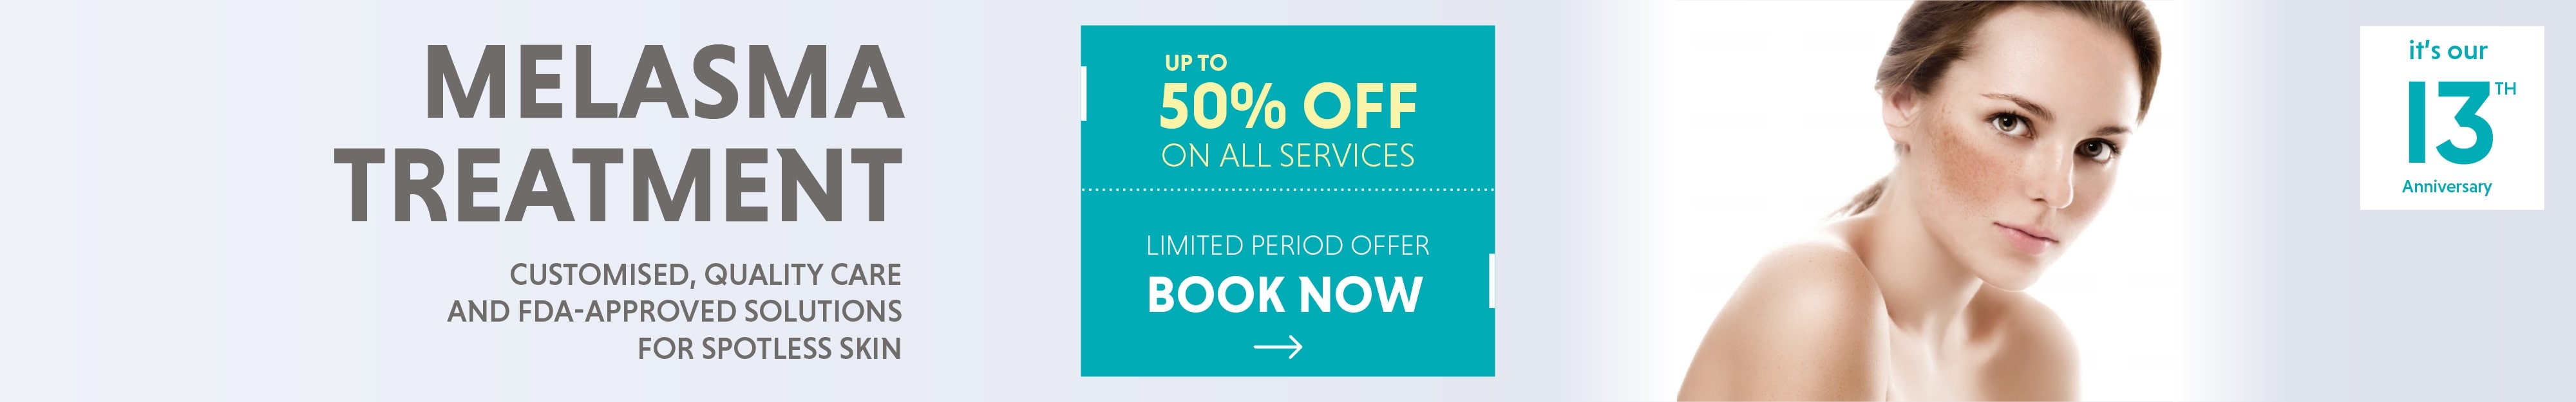 MELASMA
TREATMENT
CUSTOMISED, QUALITY CARE
AND FDA-APPROVED SOLUTIONS
FOR SPOTLESS SKIN
UP TO
50% OFF
ON ALL SERVICES
LIMITED PERIOD OFFER
BOOK NOW
it's our
13TH
Anniversary